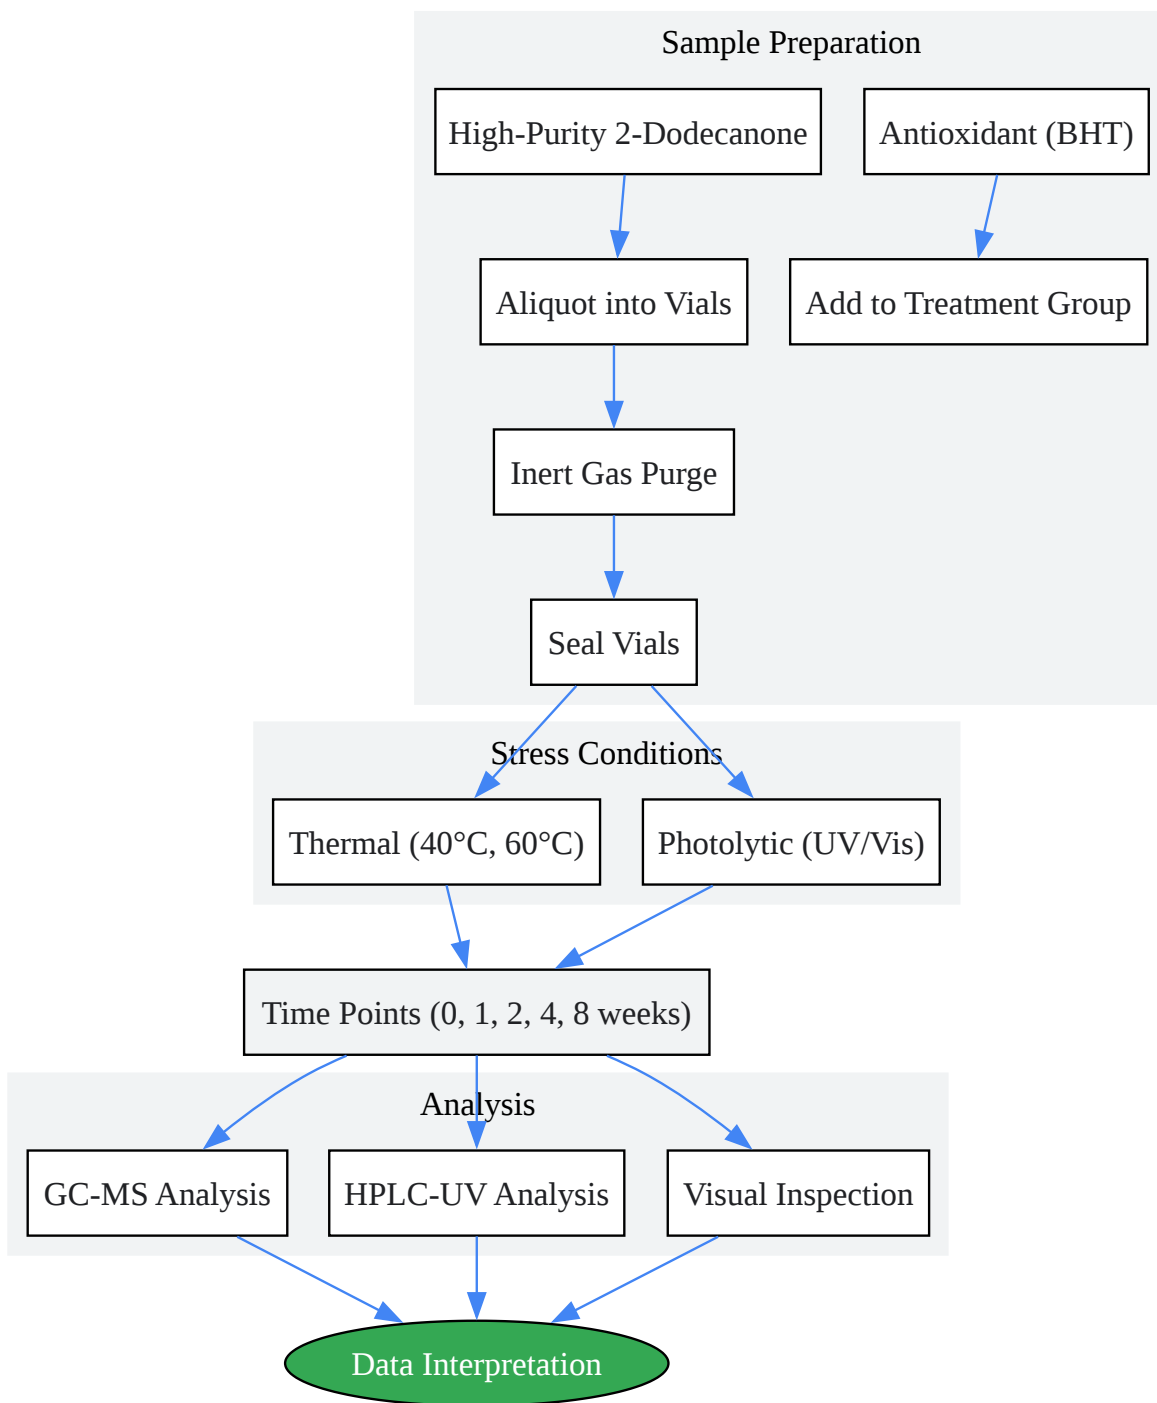 Sample Preparation
High-Purity 2-Dodecanone
Antioxidant (BHT)
Aliquot into Vials
Add to Treatment Group
Inert Gas Purge
Seal Vials
Stress Conditions
Thermal (40°C, 60°C)
Photolytic (UV/Vis)
Time Points (0, 1, 2, 4, 8 weeks)
Analysis
GC-MS Analysis
HPLC-UV Analysis
Visual Inspection
Data Interpretation